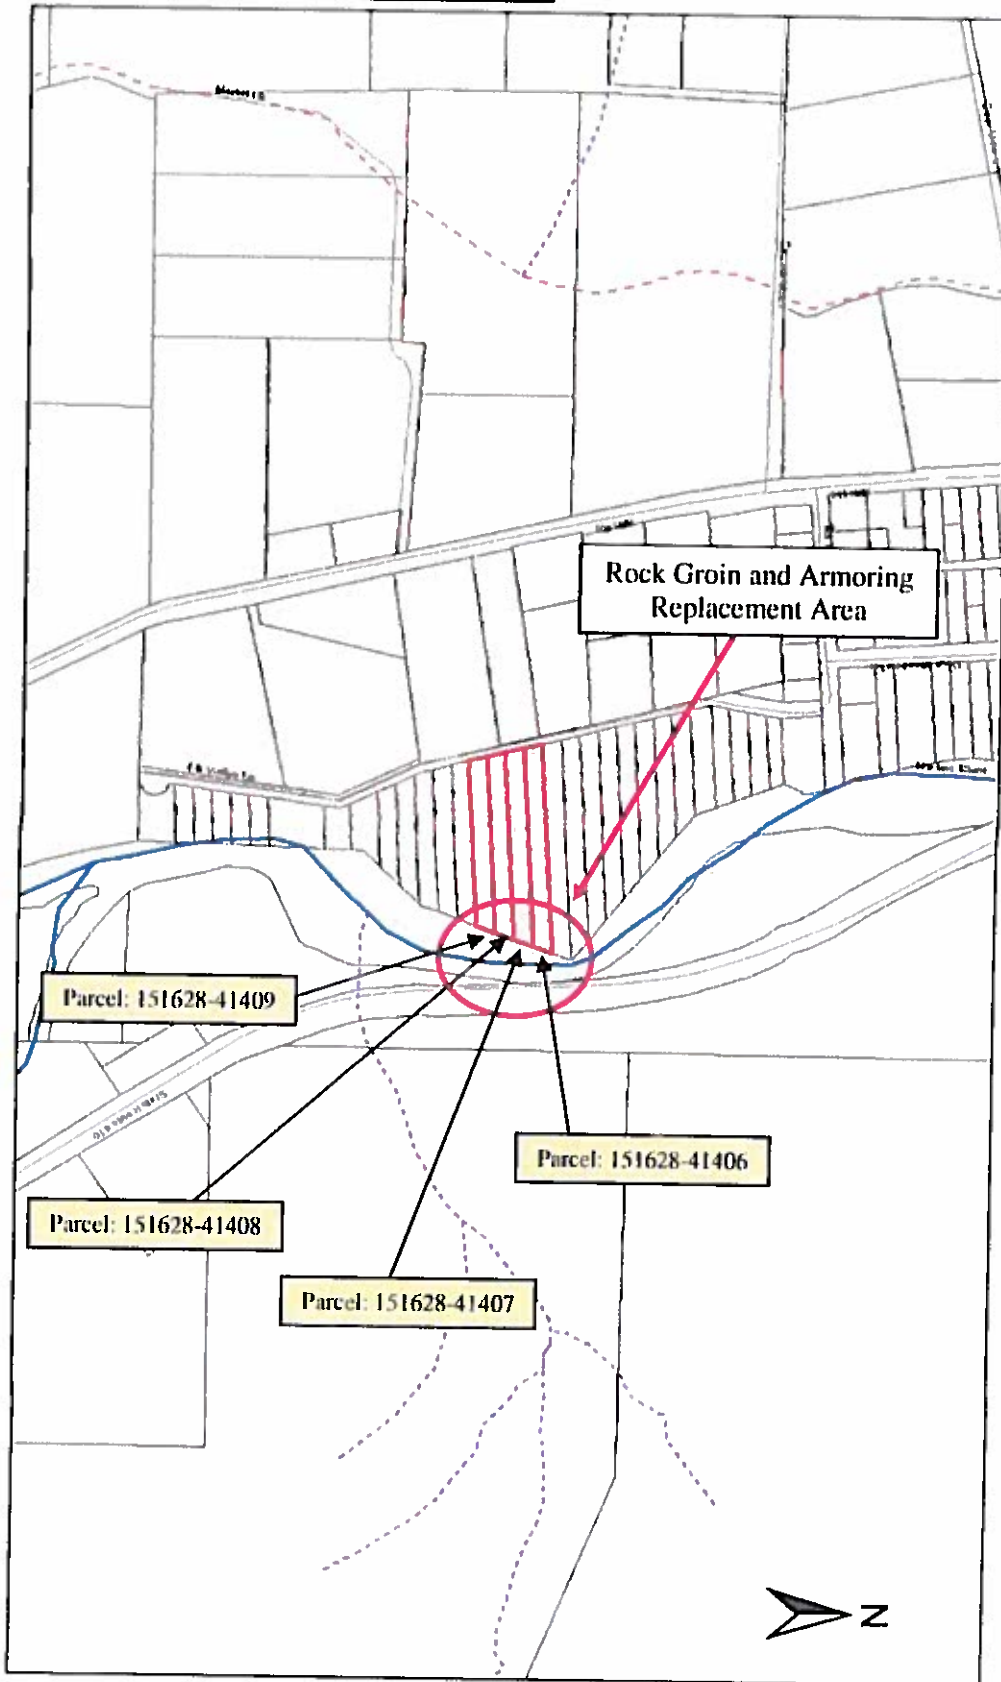 Rock Groin and Armoring
Replacement Area
Parcel: 151628-41409
Parcel: 151628-41406
Parcel: 151628-41408
Parcel: 151628-41407
N